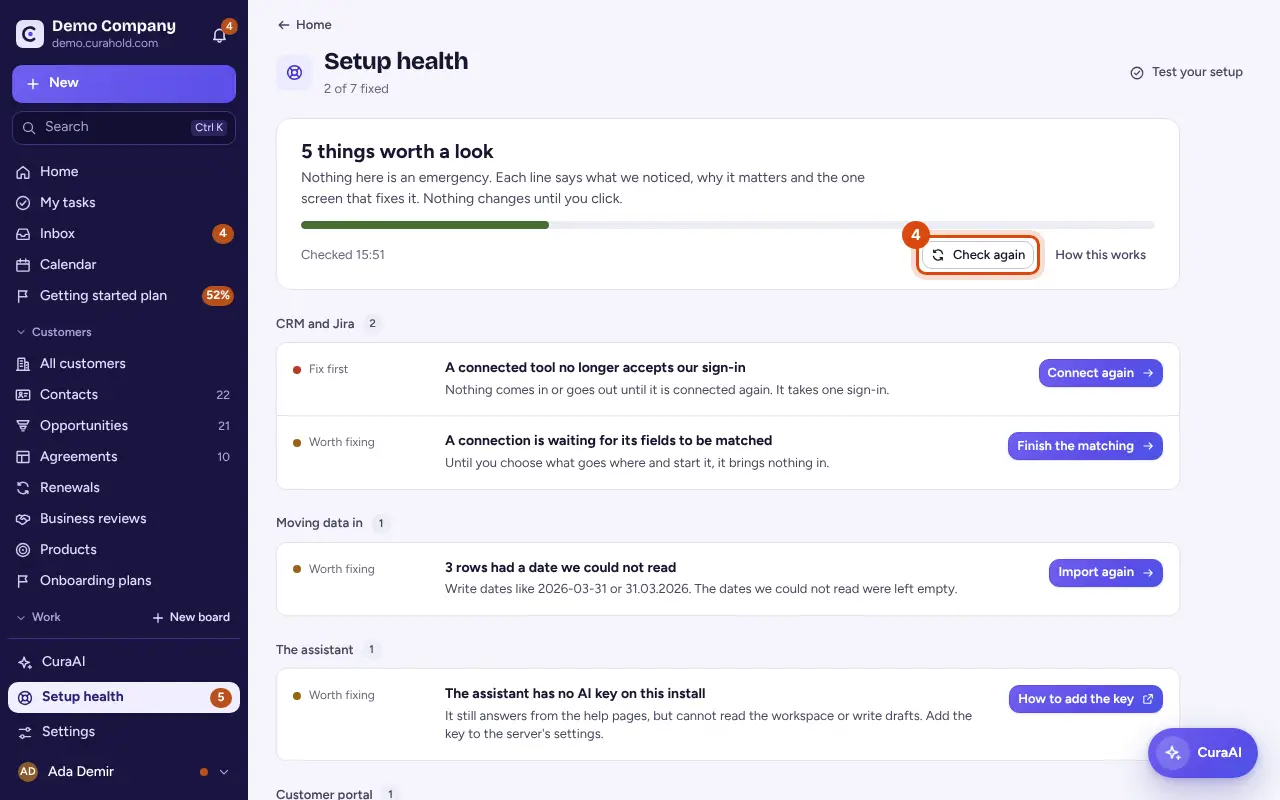 Demo Company
demo.curahold.com
4
New
Search
Ctrl K
Home
My tasks
Inbox
4
Calendar
Getting started plan
52%
Customers
All customers
Contacts
22
Opportunities
21
Agreements
10
Renewals
Business reviews
Products
Onboarding plans
Work
New board
CuraAI
Setup health
5
Settings
AD
Ada Demir
Home
Setup health
2 of 7 fixed
Test your setup
5 things worth a look
Nothing here is an emergency. Each line says what we noticed, why it matters and the one
screen that fixes it. Nothing changes until you click.
Checked 15:51
4
Check again
How this works
CRM and Jira
2
Fix first
A connected tool no longer accepts our sign-in
Nothing comes in or goes out until it is connected again. It takes one sign-in.
Connect again
Worth fixing
A connection is waiting for its fields to be matched
Until you choose what goes where and start it, it brings nothing in.
Finish the matching
Moving data in
1
Worth fixing
3 rows had a date we could not read
Write dates like 2026-03-31 or 31.03.2026. The dates we could not read were left empty.
Import again
The assistant
1
Worth fixing
The assistant has no AI key on this install
It still answers from the help pages, but cannot read the workspace or write drafts. Add the
key to the server's settings.
How to add the key
CuraAI
Customer portal
1